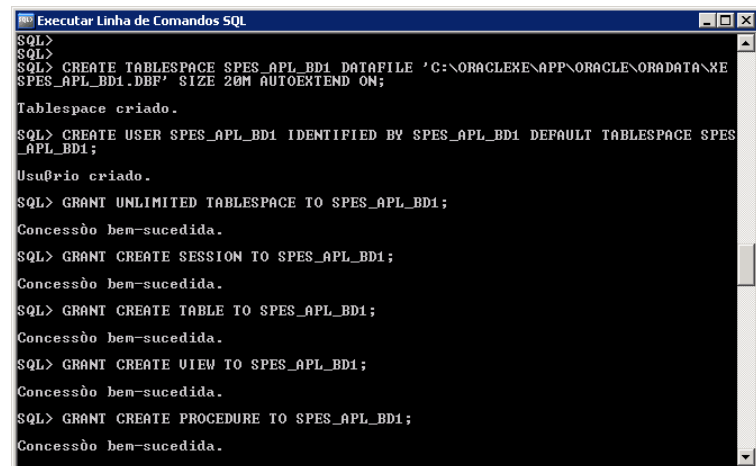 Executar Linha de Comandos SQL
SQL>
SQL>
SQL> CREATE TABLESPACE SPES_APL_BD1 DATAFILE 'C:\ORACLEXE\APP\ORACLE\ORADATA\XE
SPES_APL_BD1.DBF' SIZE 20M AUTOEXTEND ON;
Tablespace criado.
SQL> CREATE USER SPES_APL_BD1 IDENTIFIED BY SPES_APL_BD1 DEFAULT TABLESPACE SPES
_APL_BD1;
Usußrio criado.
SQL> GRANT UNLIMITED TABLESPACE TO SPES_APL_BD1;
Concessòo bem-sucedida.
SQL> GRANT CREATE SESSION TO SPES_APL_BD1;
Concessòo bem-sucedida.
SQL> GRANT CREATE TABLE TO SPES_APL_BD1;
Concessòo bem-sucedida.
SQL> GRANT CREATE VIEW TO SPES_APL_BD1;
Concessòo bem-sucedida.
SQL> GRANT CREATE PROCEDURE TO SPES_APL_BD1;
Concessòo bem-sucedida.